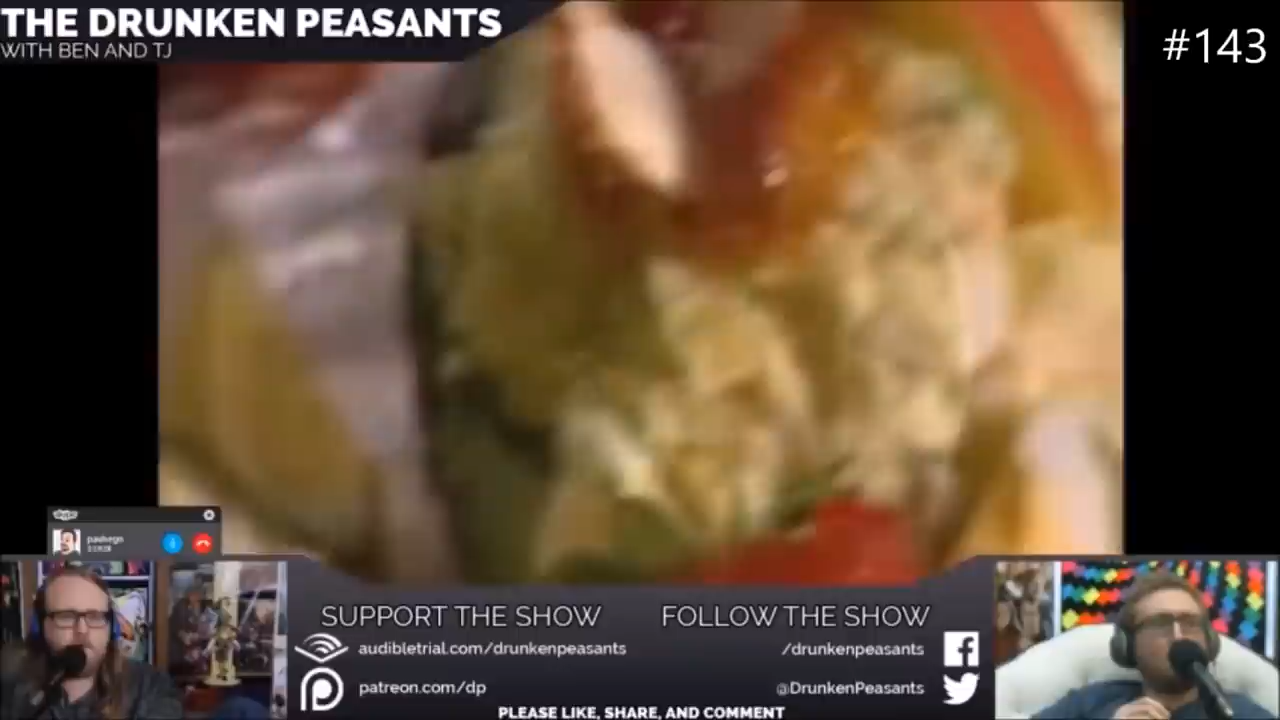 THE DRUNKEN PEASANTS
WITH BEN AND TJ
#143
skype
SUPPORT THE SHOW
FOLLOW THE SHOW
audibletrial.com/drunkenpeasants
/drunkenpeasants
patreon.com/dp
@DrunkenPeasants
PLEASE LIKE, SHARE, AND COMMENT